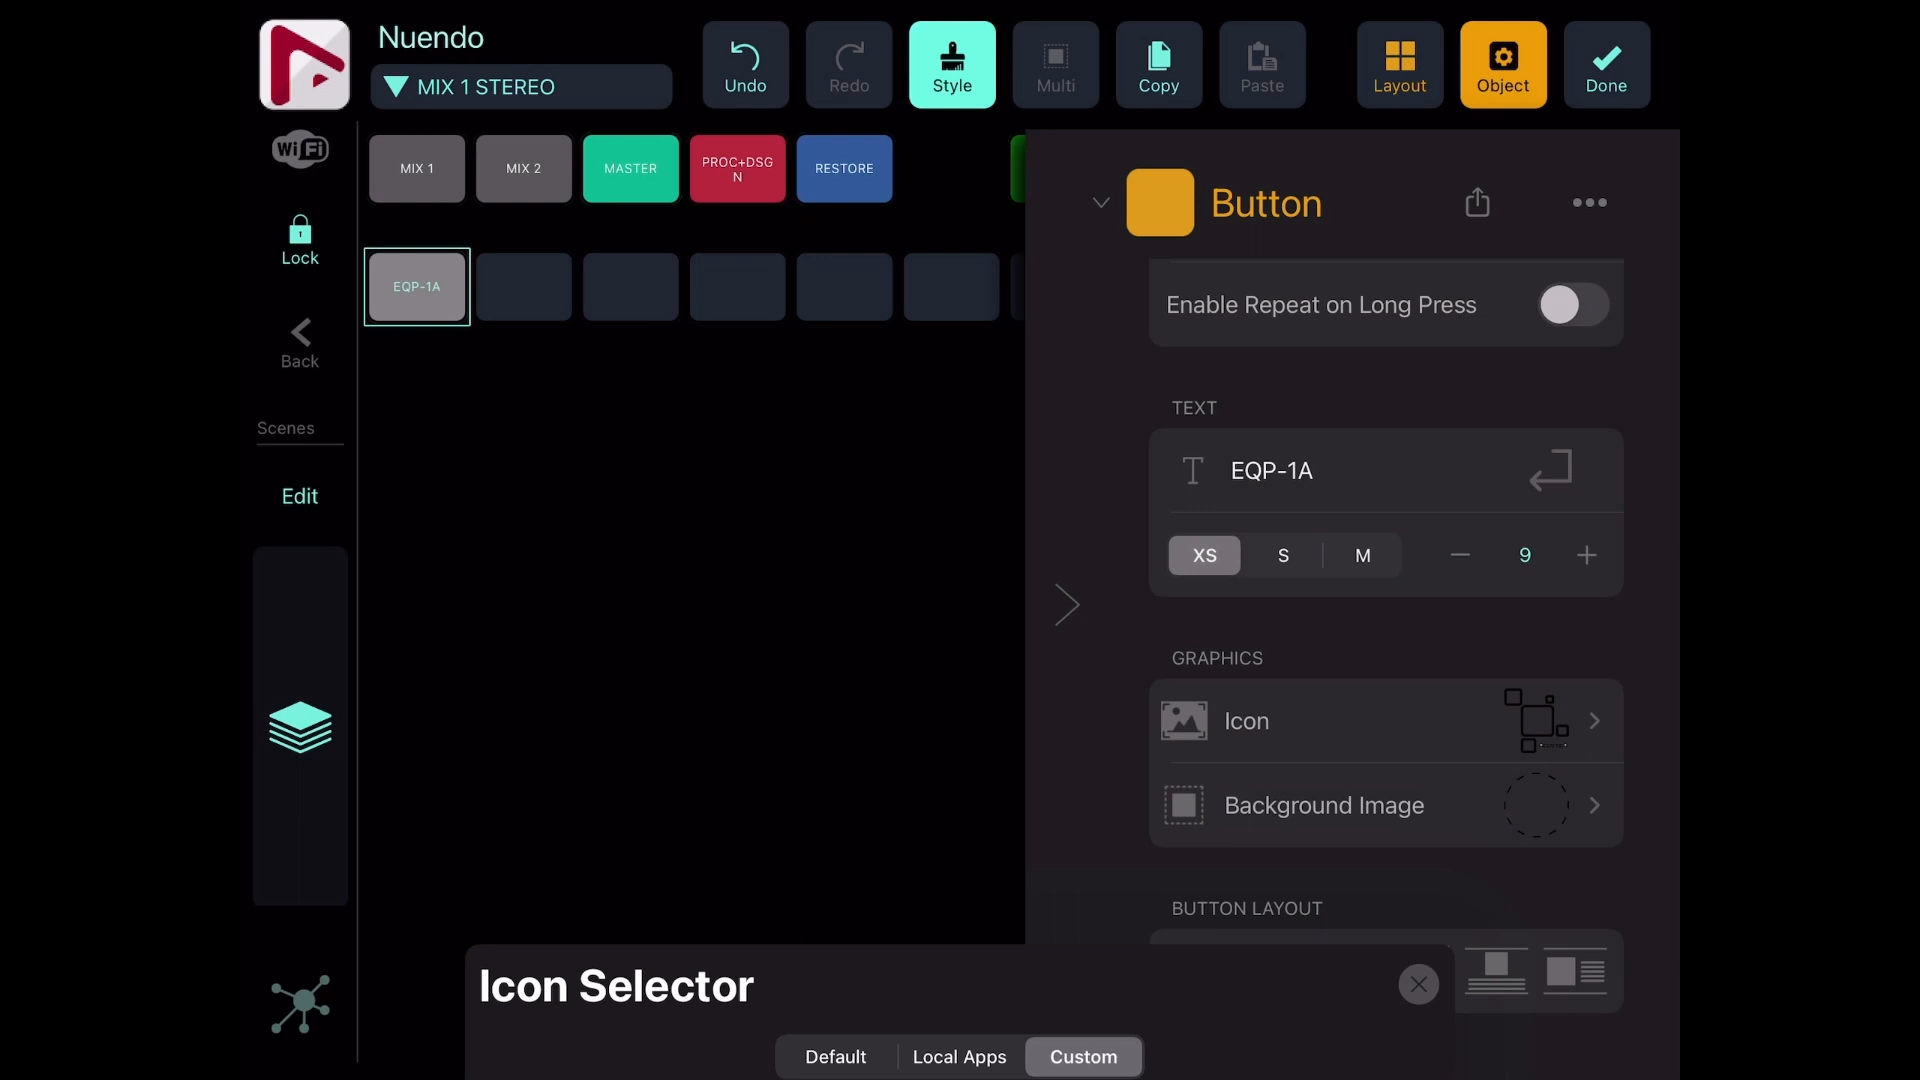 Nuendo
MIX 1 STEREO
Undo
Redo
Style
Multi
Copy
Paste
Layout
Object
Done
WiFi
Lock
Back
Scenes
Edit
MIX 1
MIX 2
MASTER
PROC+DSG
N
RESTORE
EQP-1A
Button
Enable Repeat on Long Press
TEXT
EQP-1A
XS
S
M
9
GRAPHICS
Icon
Background Image
BUTTON LAYOUT
Icon Selector
Default
Local Apps
Custom